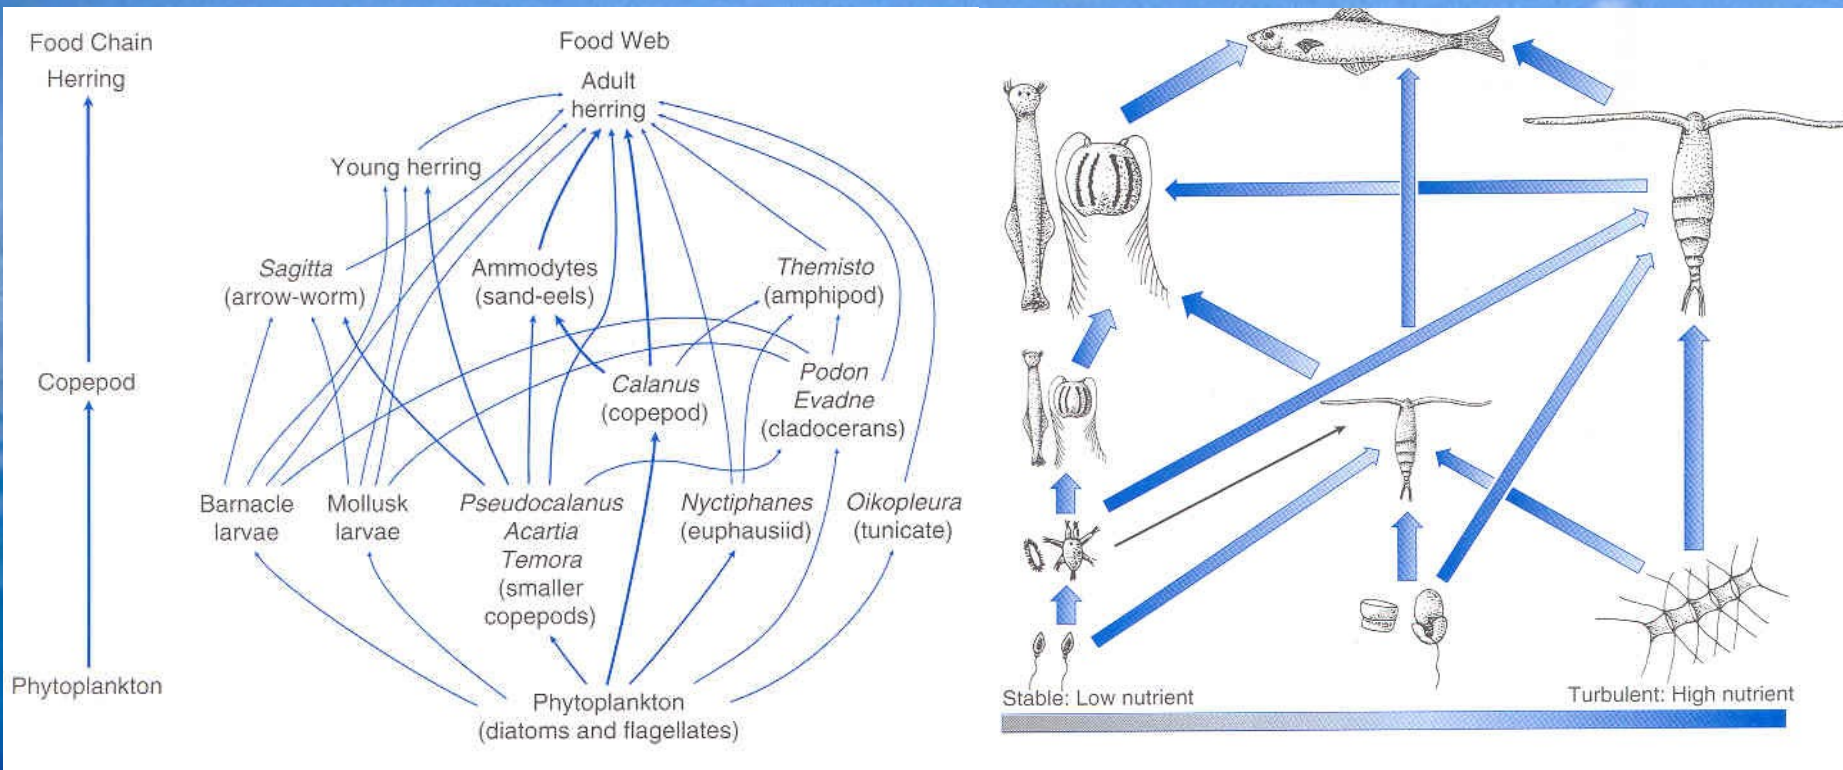 Food Chain
Herring
Copepod
Phytoplankton
Food Web
Adult
herring
Young herring
Sagitta
(arrow-worm)
Ammodytes
(sand-eels)
Themisto
(amphipod)
Calanus
(copepod)
Podon
Evadne
(cladocerans)
Barnacle
larvae
Mollusk
larvae
Pseudocalanus
Acartia
Temora
(smaller
copepods)
Nyctiphanes
(euphausiid)
Oikopleura
(tunicate)
Phytoplankton
(diatoms and flagellates)
Stable: Low nutrient
Turbulent: High nutrient